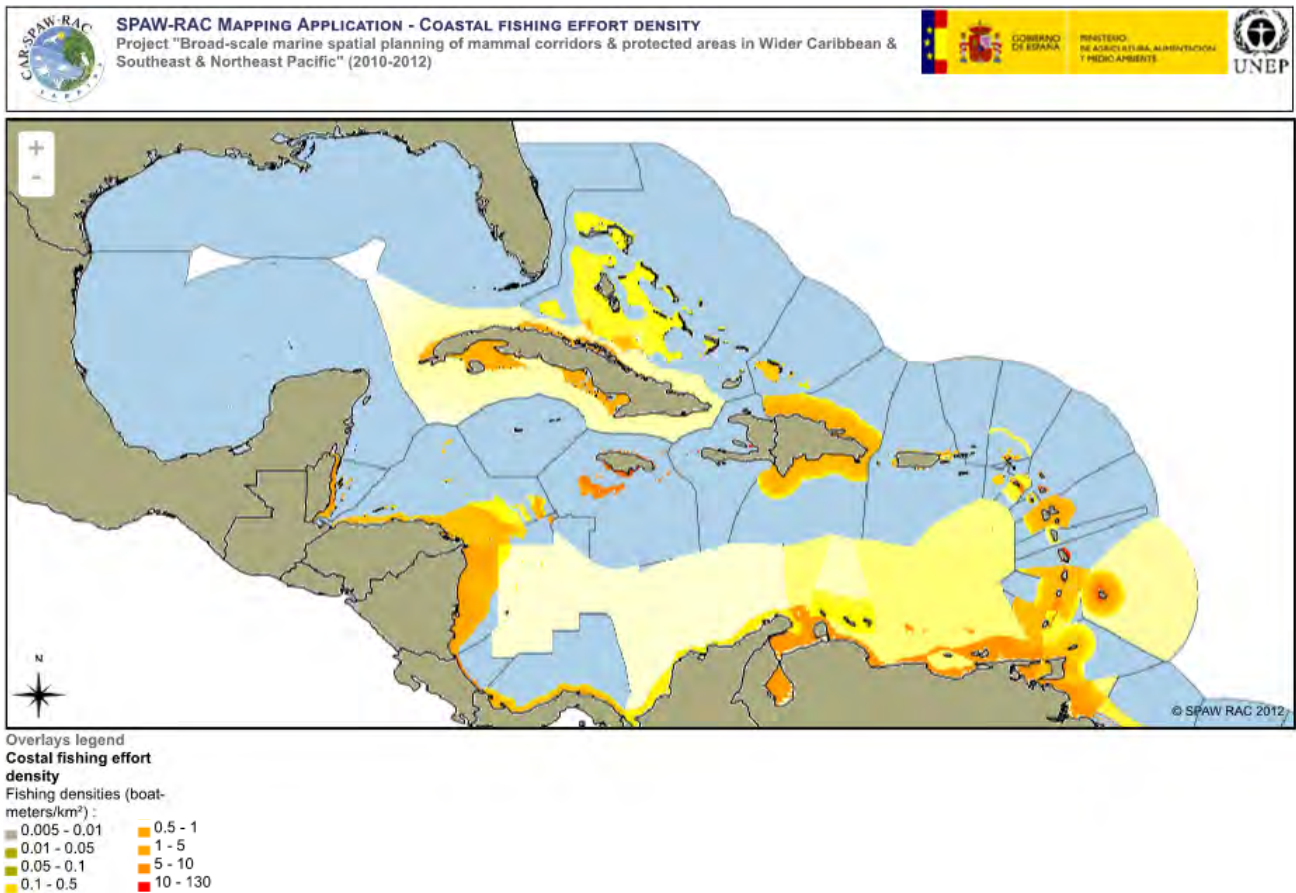 SPAW-RAC MAPPING APPLICATION - COASTAL FISHING EFFORT DENSITY
Project "Broad-scale marine spatial planning of mammal corridors & protected areas in Wider Caribbean &
Southeast & Northeast Pacific" (2010-2012)
CAR-SPAW-RAC
GOBIERNO
DE ESPAÑA
MINISTERIO
DE AGRICULTURA, ALIMENTACIÓN
Y MEDIO AMBIENTE
UNEP
+
-
N
© SPAW RAC 2012
Overlays legend
Costal fishing effort
density
Fishing densities (boat-
meters/km²) :
0.005 - 0.01
0.01 - 0.05
0.05 - 0.1
0.1 - 0.5
0.5 - 1
1 - 5
5 - 10
10 - 130